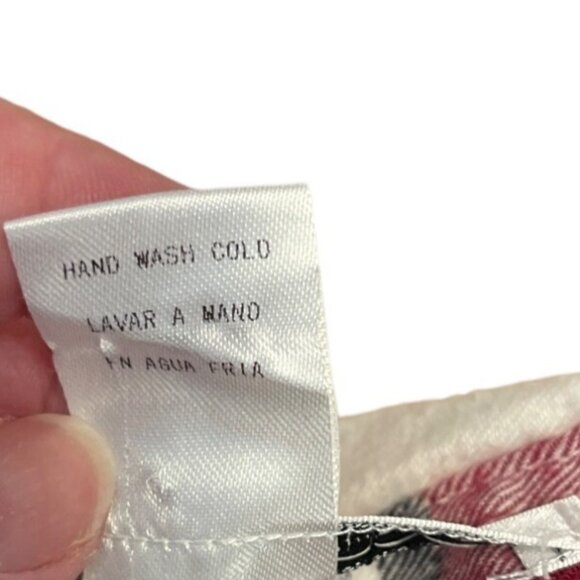 HAND WASH COLD
LAVAR A MANO
EN AGUA FRIA